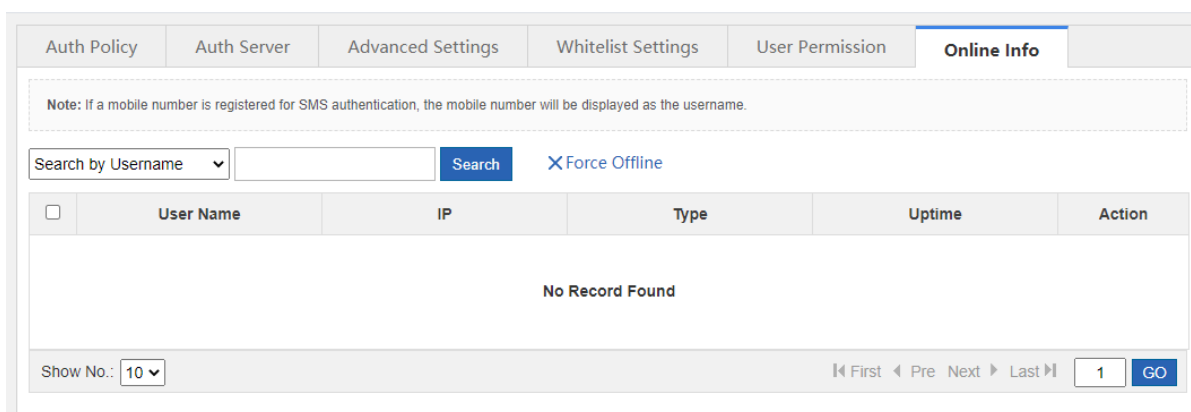 Auth Policy Auth Server Advanced Settings Whitelist Settings User Permission Online Info
Note: If a mobile number is registered for SMS authentication, the mobile number will be displayed as the username.
Search by Username Search Force Offline
User Name IP Type Uptime Action
No Record Found
Show No.: 10 First Pre Next Last 1 GO